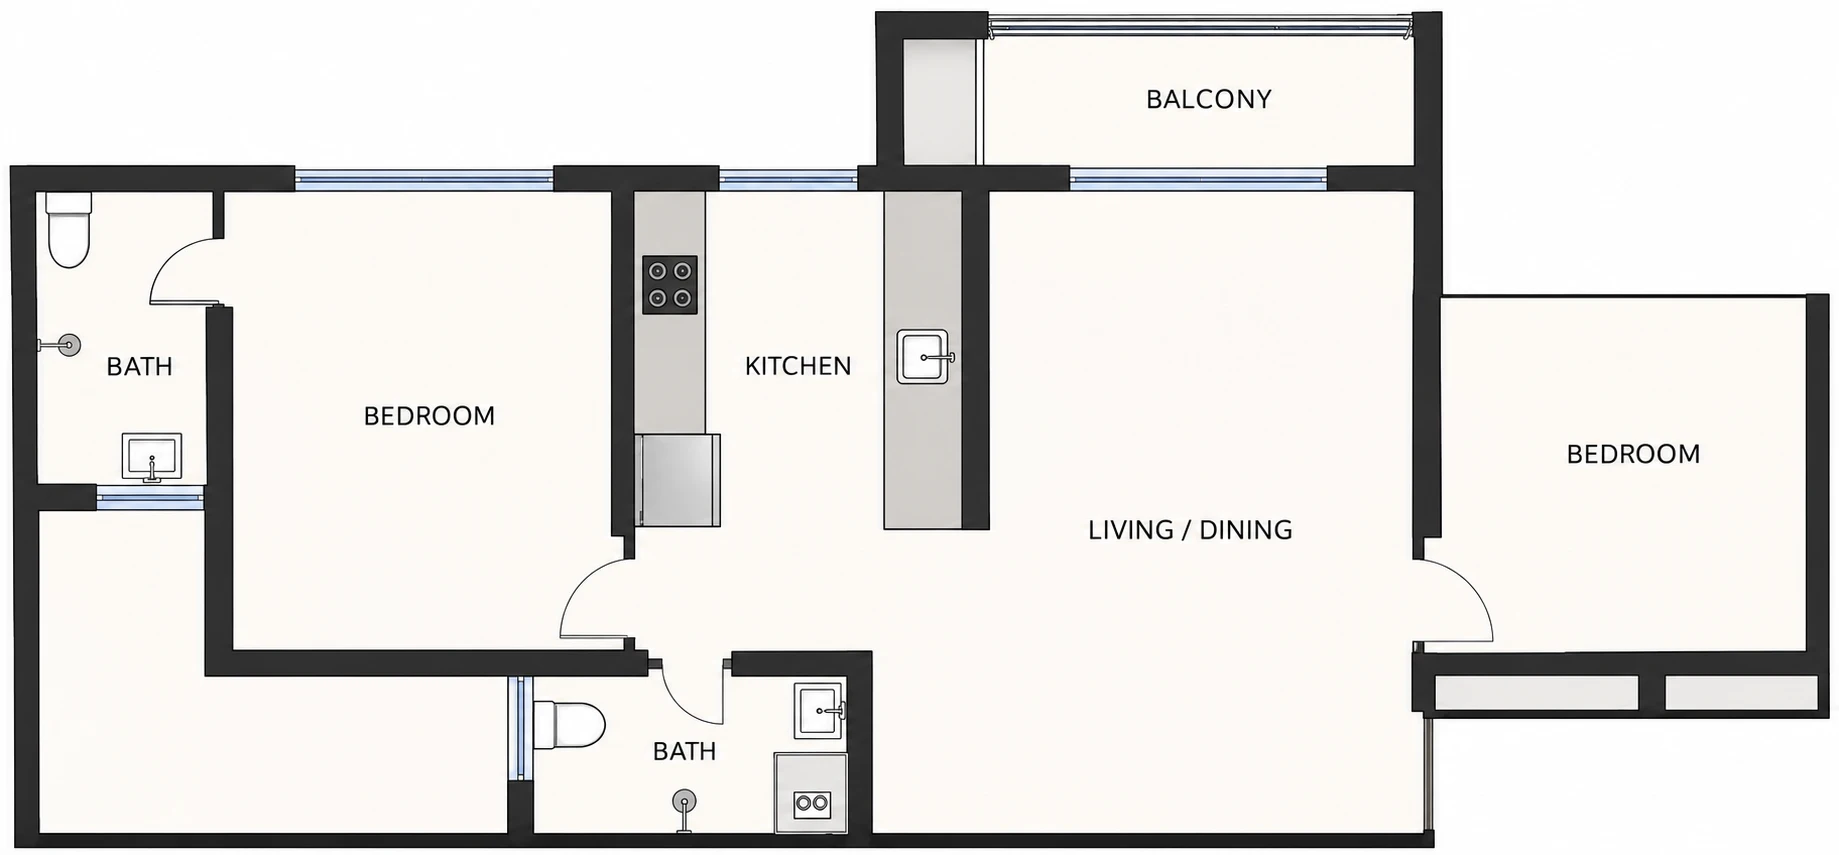 BALCONY
BATH
BEDROOM
KITCHEN
LIVING / DINING
BEDROOM
BATH